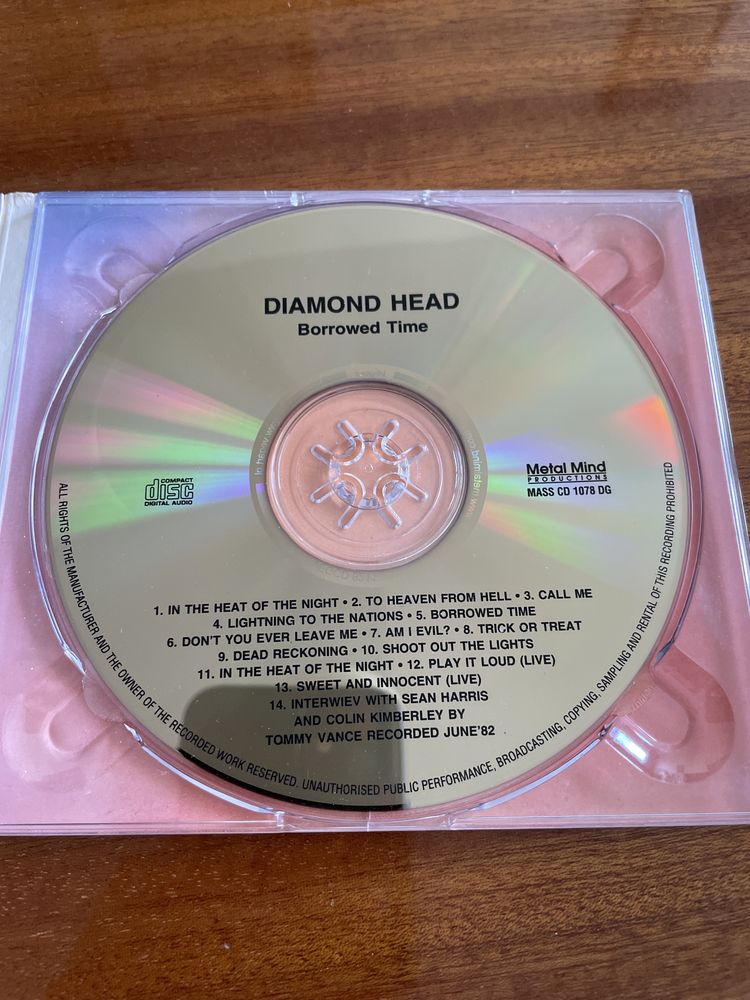 DIAMOND HEAD
Borrowed Time
COMPACT
disc
DIGITAL AUDIO
Metal Mind
PRODUCTIONS
MASS CD 1078 DG
1. IN THE HEAT OF THE NIGHT • 2. TO HEAVEN FROM HELL • 3. CALL ME
4. LIGHTNING TO THE NATIONS • 5. BORROWED TIME
6. DON'T YOU EVER LEAVE ME • 7. AM I EVIL? • 8. TRICK OR TREAT
9. DEAD RECKONING • 10. SHOOT OUT THE LIGHTS
11. IN THE HEAT OF THE NIGHT • 12. PLAY IT LOUD (LIVE)
13. SWEET AND INNOCENT (LIVE)
14. INTERWIEV WITH SEAN HARRIS
AND COLIN KIMBERLEY BY
TOMMY VANCE RECORDED JUNE'82
ALL RIGHTS OF THE MANUFACTURER AND THE OWNER OF THE RECORDED WORK RESERVED. UNAUTHORISED PUBLIC PERFORMANCE, BROADCASTING, COPYING, SAMPLING AND RENTAL OF THIS RECORDING PROHIBITED